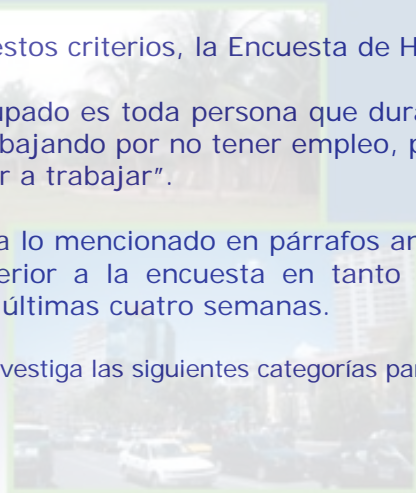 estos criterios, la Encuesta de H
upado es toda persona que dura
bajando por no tener empleo, p
r a trabajar".
a lo mencionado en párrafos an
erior a la encuesta en tanto
últimas cuatro semanas.
vestiga las siguientes categorías par